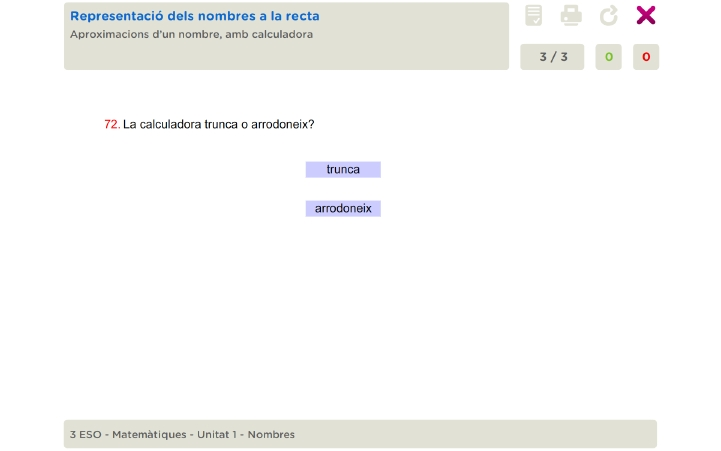 Representació dels nombres a la recta
Aproximacions d'un nombre, amb calculadora
3 / 3
0
0
72. La calculadora trunca o arrodoneix?
trunca
arrodoneix
3 ESO - Matemàtiques - Unitat 1 - Nombres